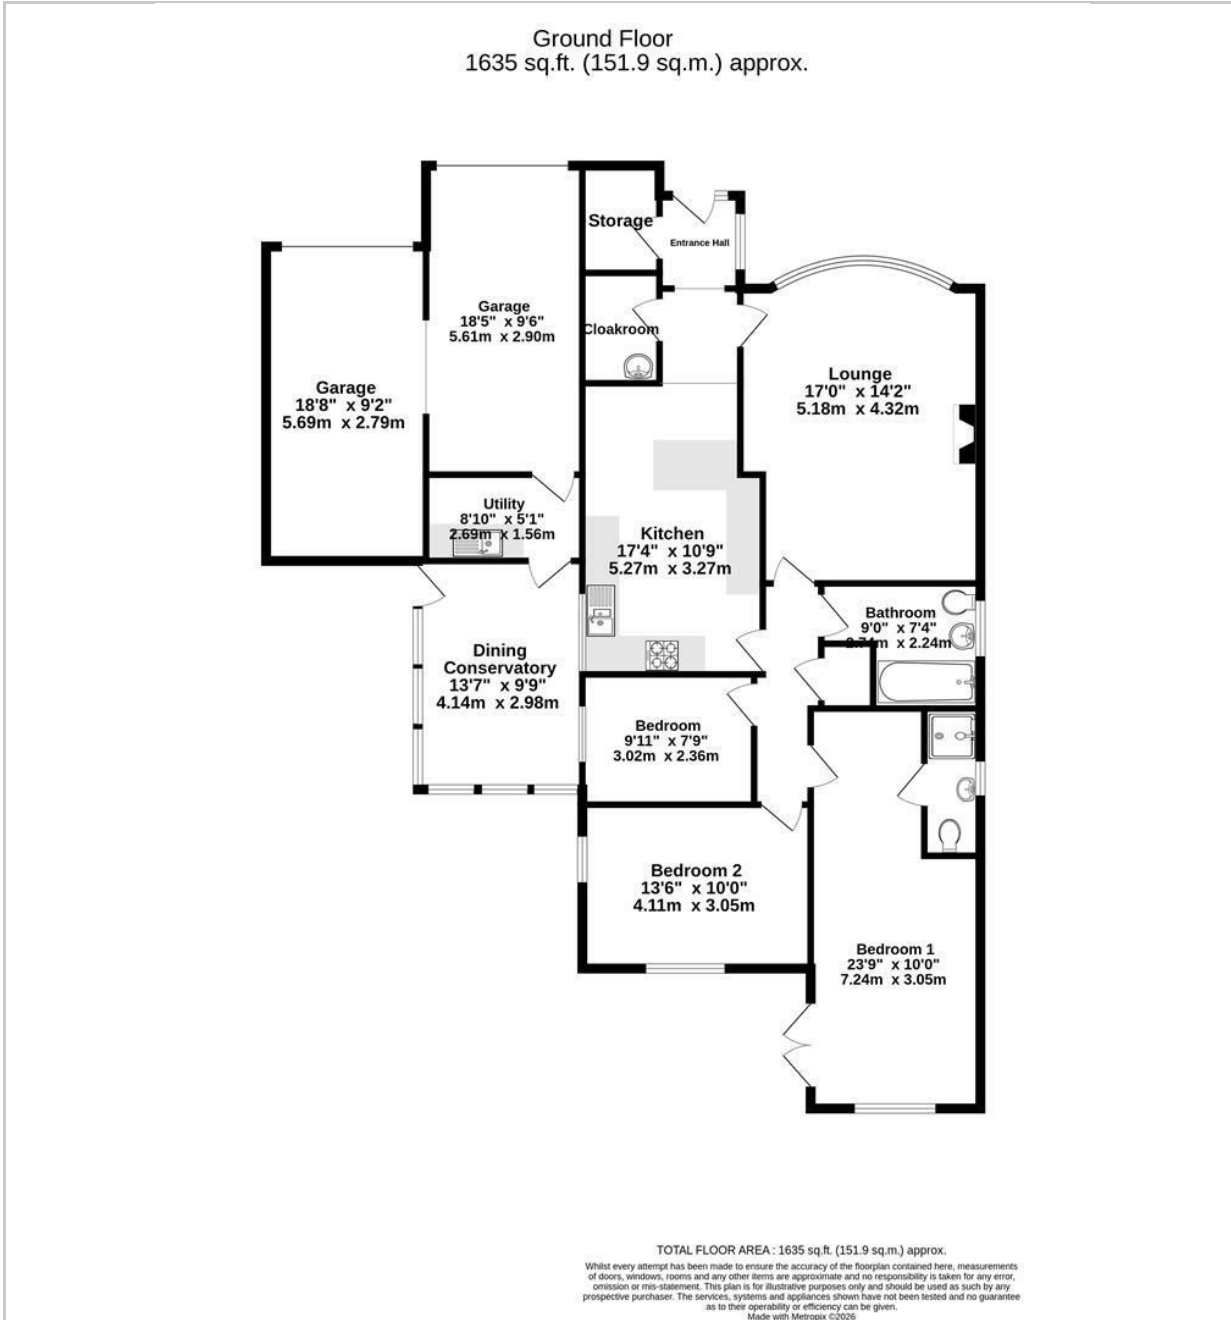 Ground Floor
1635 sq.ft. (151.9 sq.m.) approx.
Storage
Entrance Hall
Garage
18'5" x 9'6"
5.61m x 2.90m
Cloakroom
Garage
18'8" x 9'2"
5.69m x 2.79m
Lounge
17'0" x 14'2"
5.18m x 4.32m
Utility
8'10" x 5'1"
2.69m x 1.56m
Kitchen
17'4" x 10'9"
5.27m x 3.27m
Bathroom
9'0" x 7'4"
2.74m x 2.24m
Dining
Conservatory
13'7" x 9'9"
4.14m x 2.98m
Bedroom
9'11" x 7'9"
3.02m x 2.36m
Bedroom 2
13'6" x 10'0"
4.11m x 3.05m
Bedroom 1
23'9" x 10'0"
7.24m x 3.05m
TOTAL FLOOR AREA : 1635 sq.ft. (151.9 sq.m.) approx.
Whilst every attempt has been made to ensure the accuracy of the floorplan contained here, measurements
of doors, windows, rooms and any other items are approximate and no responsibility is taken for any error,
omission or mis-statement. This plan is for illustrative purposes only and should be used as such by any
prospective purchaser. The services, systems and appliances shown have not been tested and no guarantee
as to their operability or efficiency can be given.
Made with Metropix ©2026